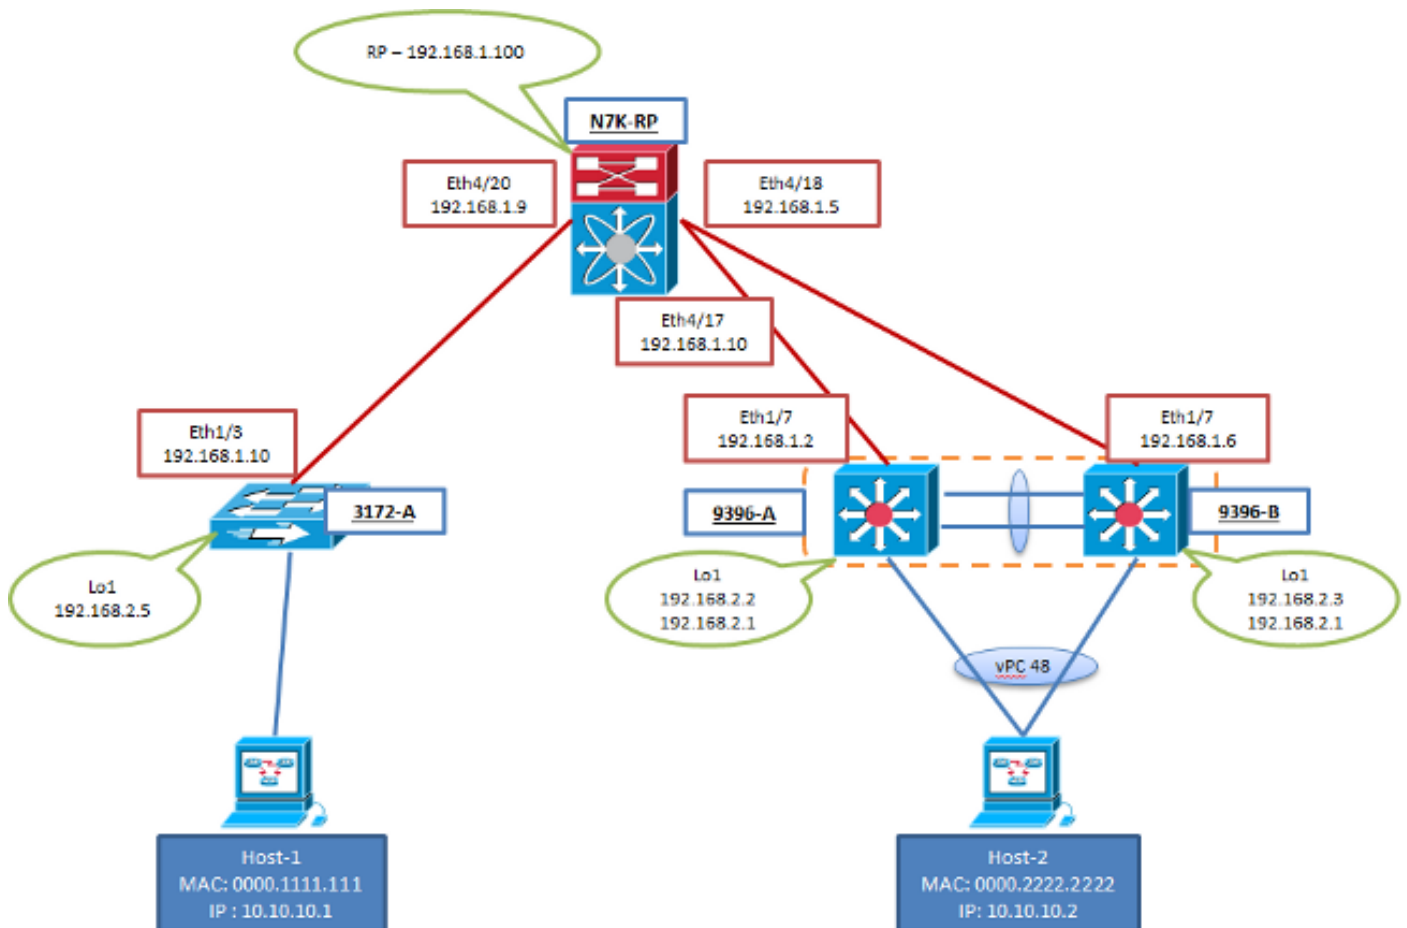 RP – 192.168.1.100
N7K-RP
Eth4/20
192.168.1.9
Eth4/18
192.168.1.5
Eth4/17
192.168.1.10
Eth1/3
192.168.1.10
Eth1/7
192.168.1.2
Eth1/7
192.168.1.6
3172-A
9396-A
9396-B
Lo1
192.168.2.5
Lo1
192.168.2.2
192.168.2.1
Lo1
192.168.2.3
192.168.2.1
vPC 48
Host-1
MAC: 0000.1111.111
IP : 10.10.10.1
Host-2
MAC: 0000.2222.2222
IP: 10.10.10.2